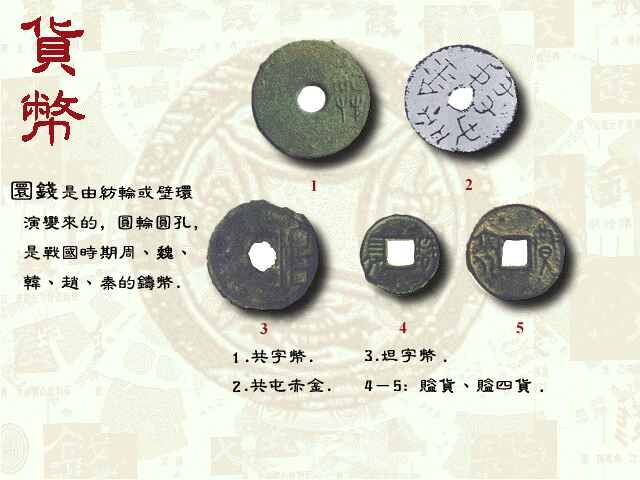 貨幣
圜錢是由紡輪或璧環
演變來的，圓輪圓孔，
是戰國時期周、魏、
韓、趙、秦的鑄幣.
1
2
3
4
5
1.共字幣.
3.垣字幣.
2.共屯赤金.
4－5: 賹貨、賹四貨.